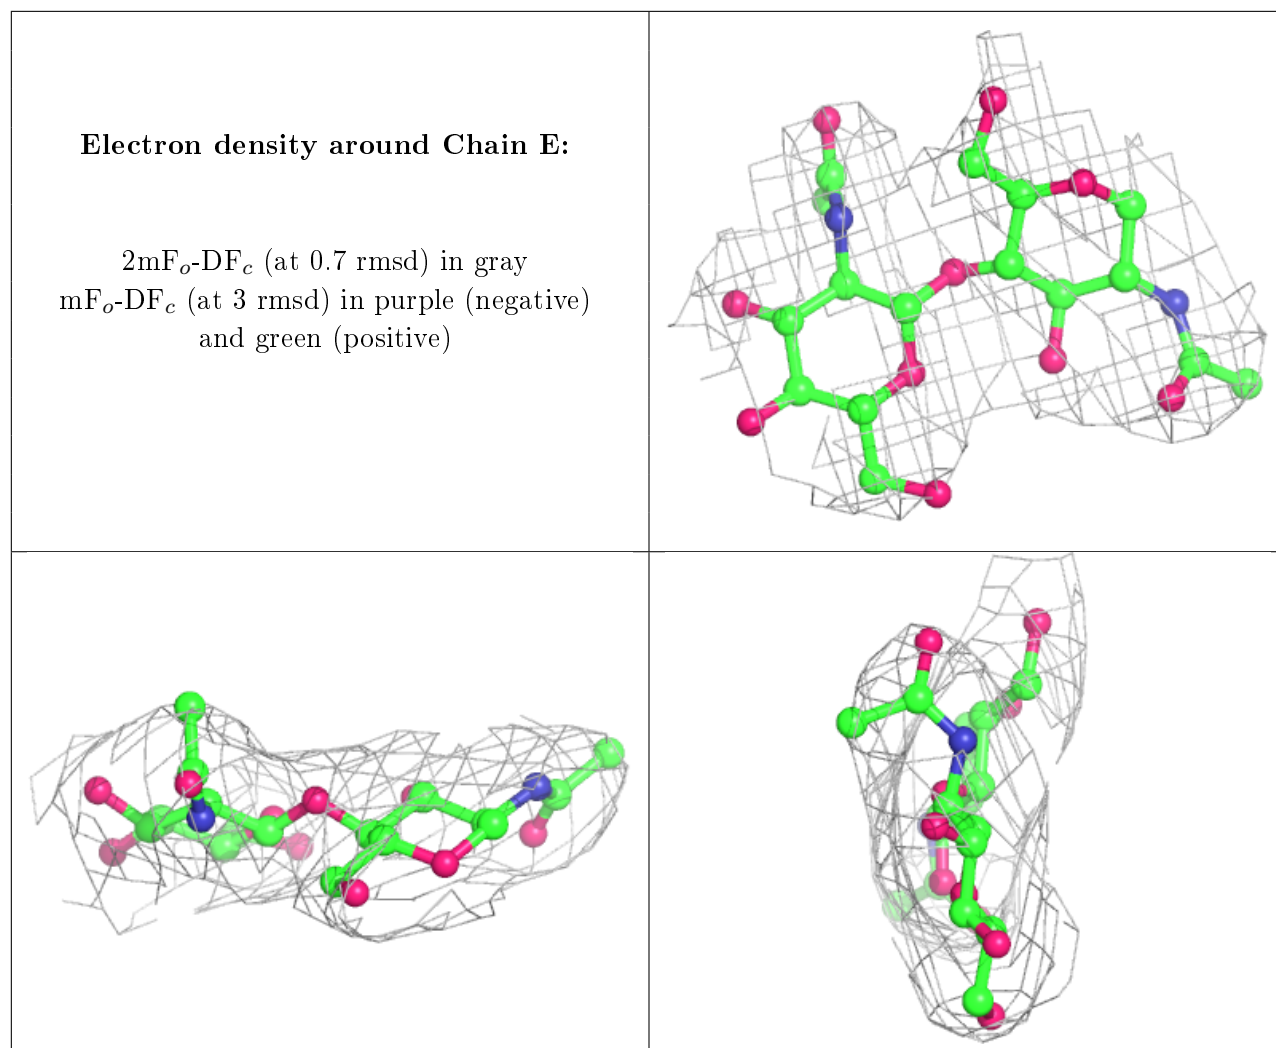 Electron density around Chain E:
2mFo-DFc (at 0.7 rmsd) in gray
mFo-DFc (at 3 rmsd) in purple (negative)
and green (positive)